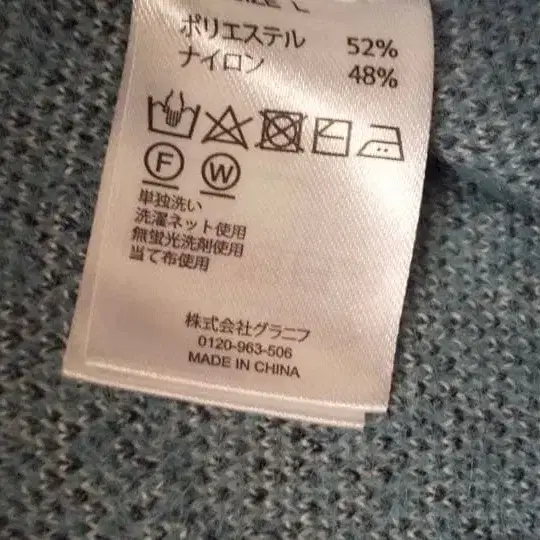 SIZE L
ポリエステル 52%
ナイロン 48%
F W
単独洗い
洗濯ネット使用
無蛍光洗剤使用
当て布使用
株式会社グラニフ
0120-963-506
MADE IN CHINA